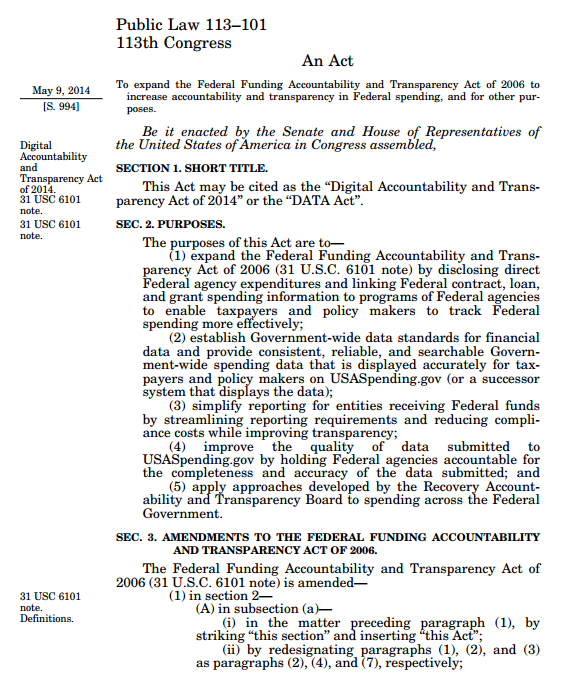 Public Law 113–101
113th Congress
An Act
May 9, 2014
[S. 994]
To expand the Federal Funding Accountability and Transparency Act of 2006 to
increase accountability and transparency in Federal spending, and for other pur-
poses.
Be it enacted by the Senate and House of Representatives of
the United States of America in Congress assembled,
Digital
Accountability
and
Transparency Act
of 2014.
31 USC 6101
note.
SECTION 1. SHORT TITLE.
This Act may be cited as the “Digital Accountability and Trans-
parency Act of 2014” or the “DATA Act”.
31 USC 6101
note.
SEC. 2. PURPOSES.
The purposes of this Act are to—
(1) expand the Federal Funding Accountability and Trans-
parency Act of 2006 (31 U.S.C. 6101 note) by disclosing direct
Federal agency expenditures and linking Federal contract, loan,
and grant spending information to programs of Federal agencies
to enable taxpayers and policy makers to track Federal
spending more effectively;
(2) establish Government-wide data standards for financial
data and provide consistent, reliable, and searchable Govern-
ment-wide spending data that is displayed accurately for tax-
payers and policy makers on USASpending.gov (or a successor
system that displays the data);
(3) simplify reporting for entities receiving Federal funds
by streamlining reporting requirements and reducing compli-
ance costs while improving transparency;
(4) improve the quality of data submitted to
USASpending.gov by holding Federal agencies accountable for
the completeness and accuracy of the data submitted; and
(5) apply approaches developed by the Recovery Account-
ability and Transparency Board to spending across the Federal
Government.
SEC. 3. AMENDMENTS TO THE FEDERAL FUNDING ACCOUNTABILITY
AND TRANSPARENCY ACT OF 2006.
The Federal Funding Accountability and Transparency Act of
2006 (31 U.S.C. 6101 note) is amended—
31 USC 6101
note.
Definitions.
(1) in section 2—
(A) in subsection (a)—
(i) in the matter preceding paragraph (1), by
striking “this section” and inserting “this Act”;
(ii) by redesignating paragraphs (1), (2), and (3)
as paragraphs (2), (4), and (7), respectively;